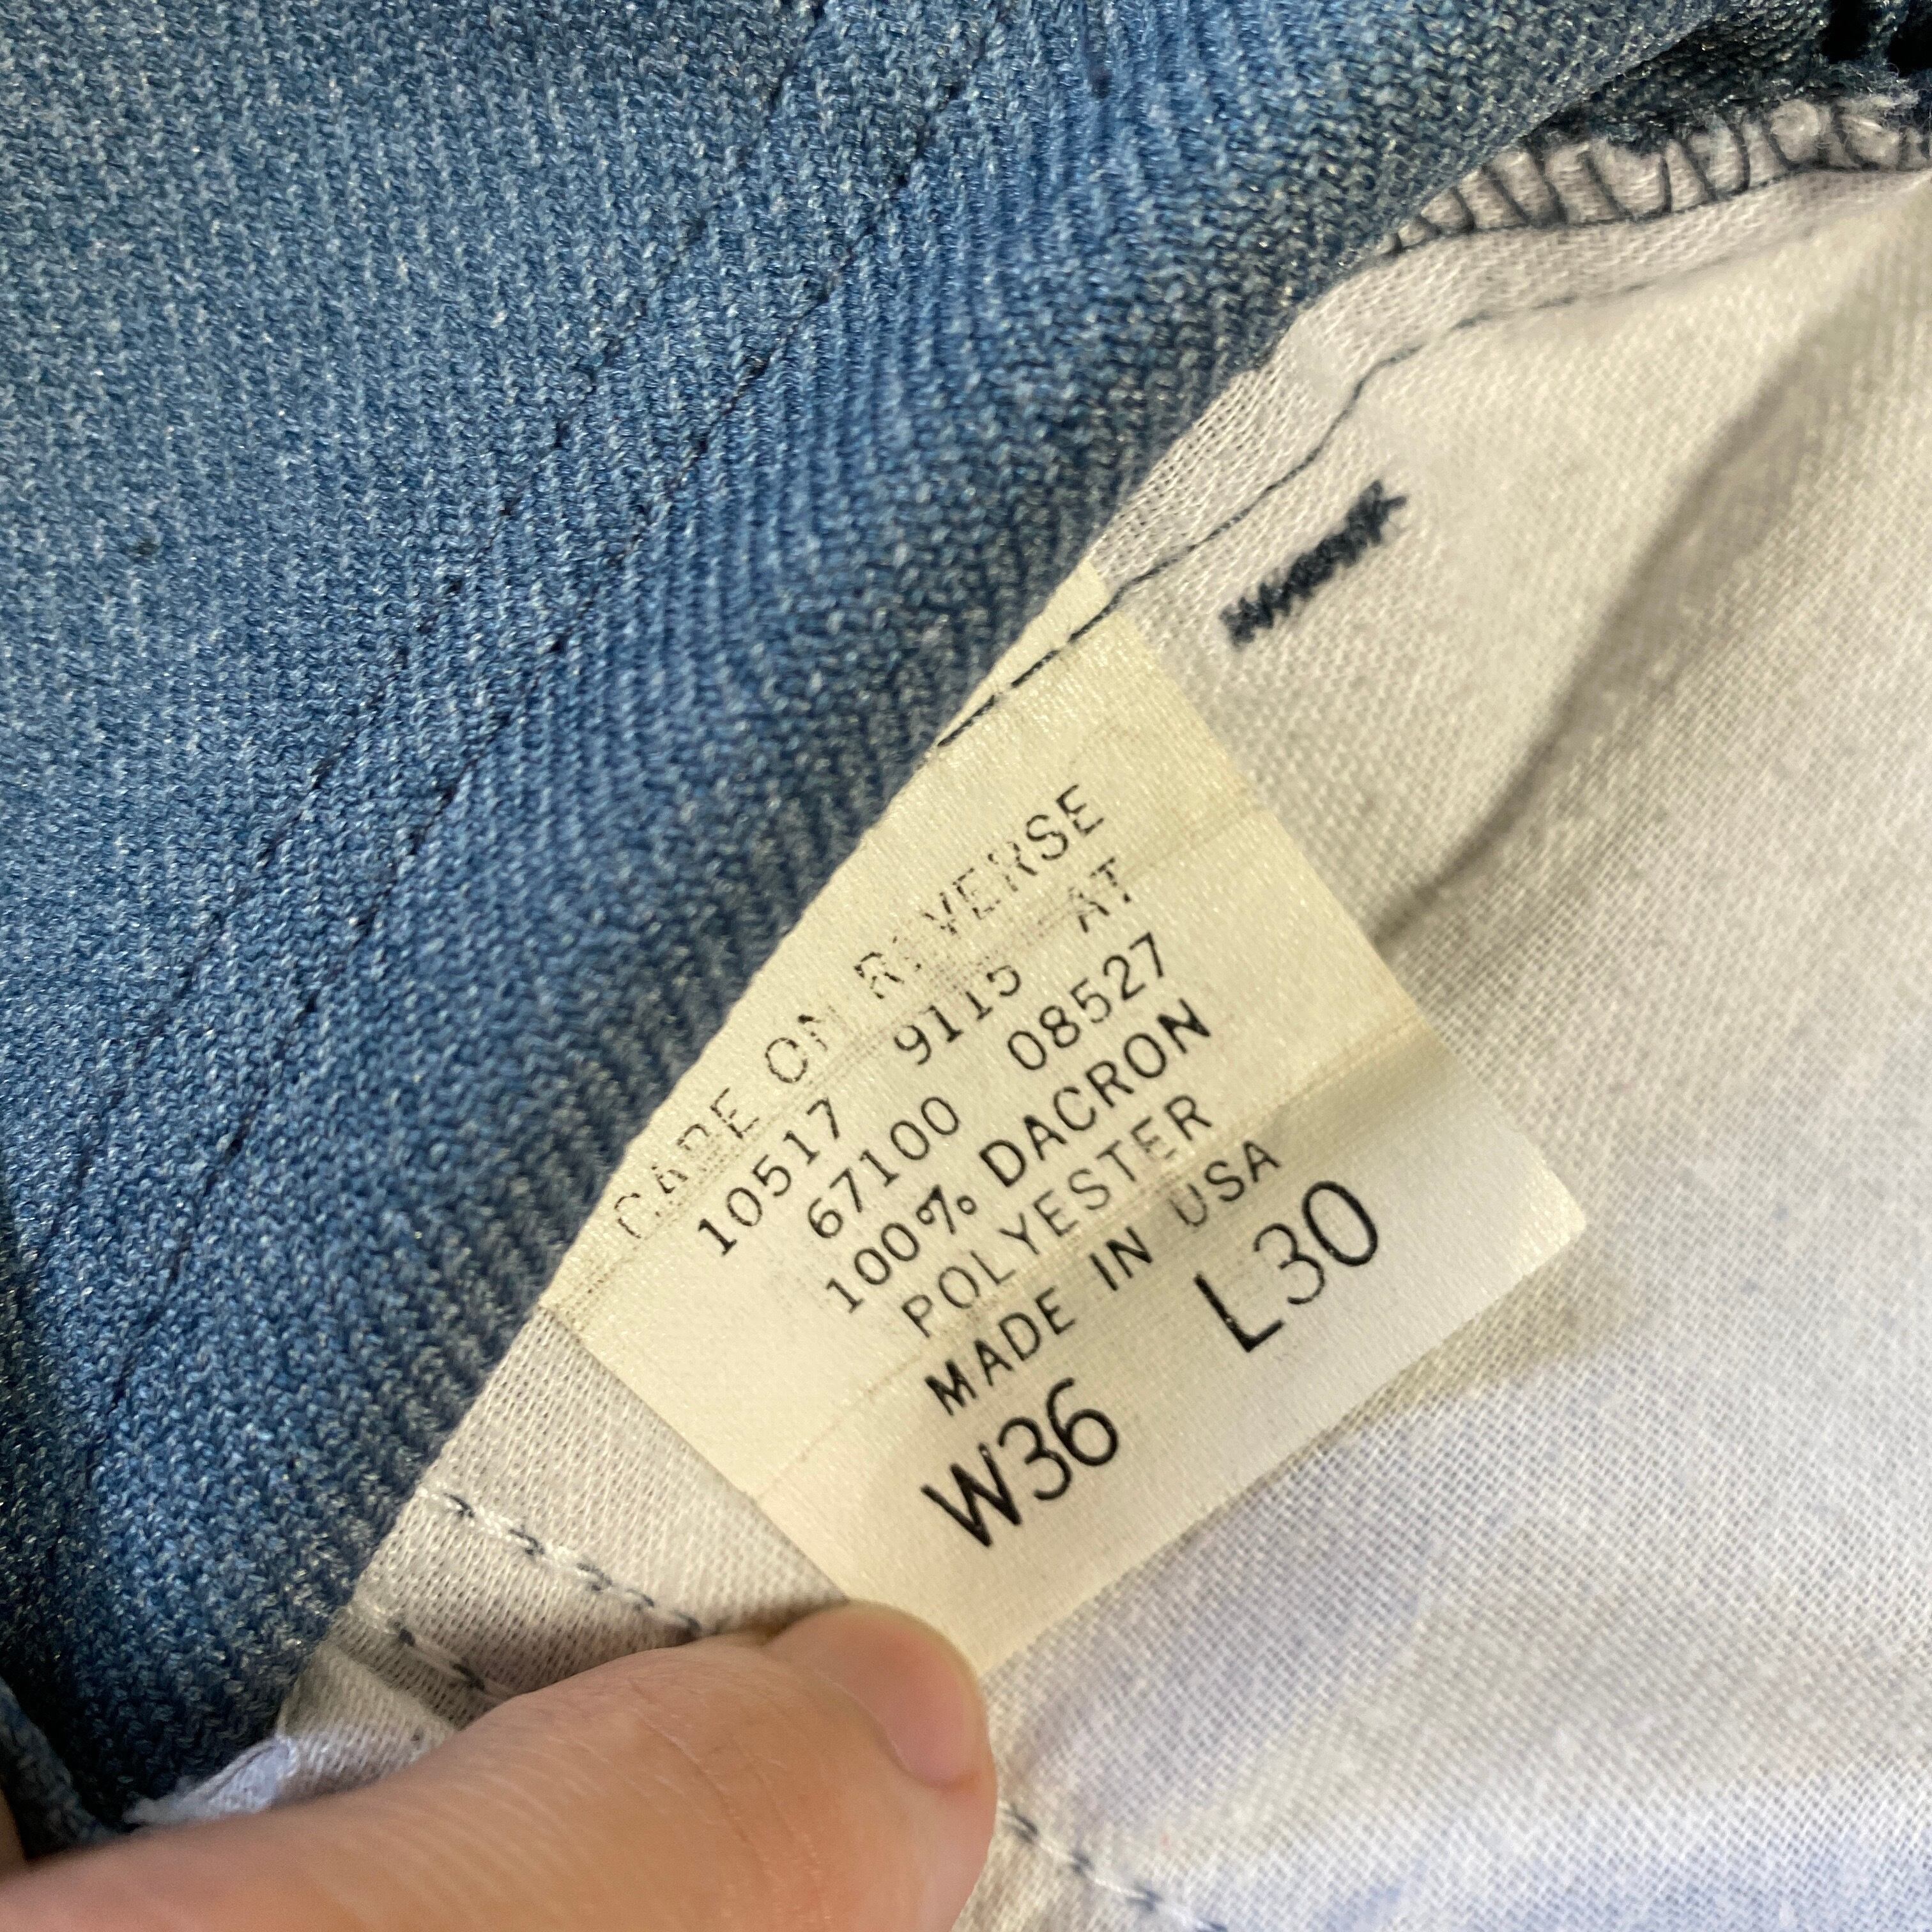 CARE ON REVERSE
10517 9115 AT
67100 08527
100% DACRON
POLYESTER
MADE IN USA
W36 L30